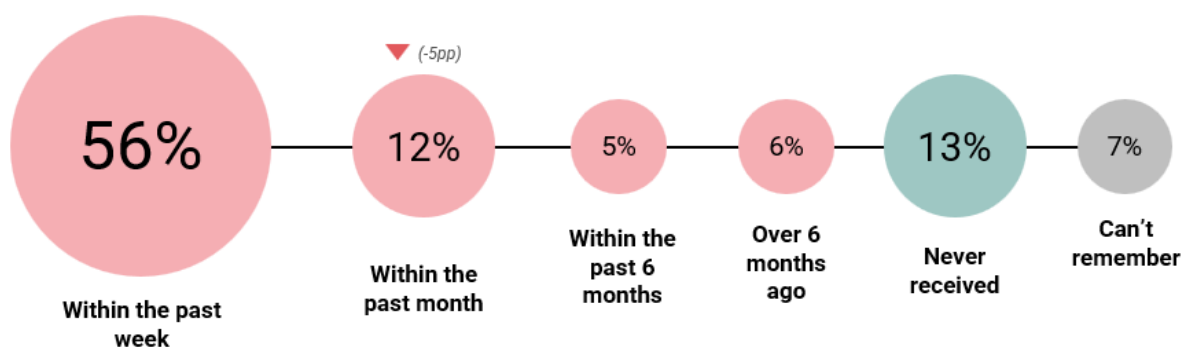 (-5pp)
56%
12%
5%
6%
13%
7%
Within the past
week
Within the
past month
Within the
past 6
months
Over 6
months
ago
Never
received
Can’t
remember